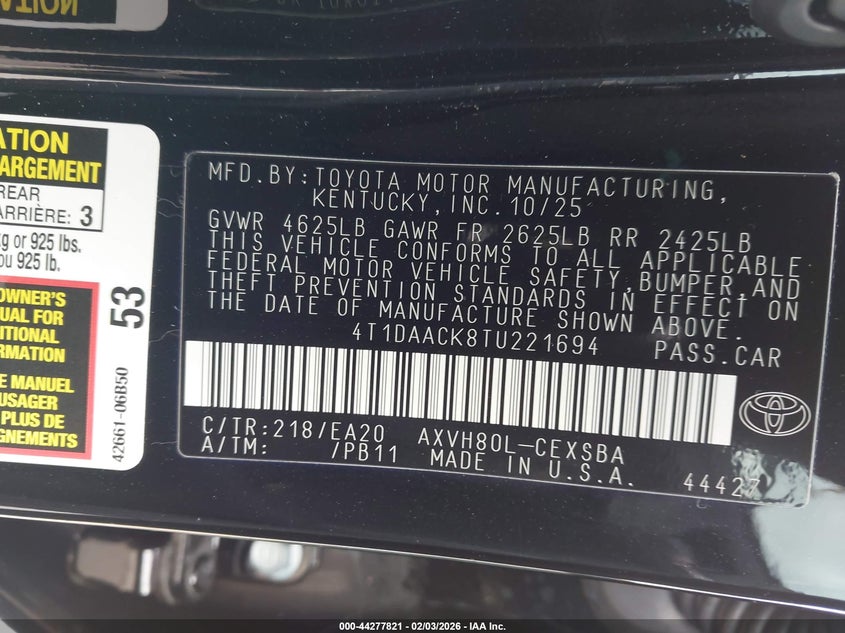 ATION
ARGEMENT
REAR
ARRIÈRE: 3
kg or 925 lbs.
ou 925 lb.
OWNER'S
UAL FOR
ITIONAL
RMATION
E MANUEL
USAGER
PLUS DE
GNEMENTS
53
42661-06B50
MFD.BY:TOYOTA MOTOR MANUFACTURING,
KENTUCKY,INC.10/25
GVWR 4625LB GAWR FR 2625LB RR 2425LB
THIS VEHICLE CONFORMS TO ALL APPLICABLE
FEDERAL MOTOR VEHICLE SAFETY,BUMPER,AND
THEFT PREVENTION STANDARDS IN EFFECT ON
THE DATE OF MANUFACTURE SHOWN ABOVE.
4T1DAACK8TU221694 PASS.CAR
C/TR:218/EA20 AXVH80L-CEXSBA
A/TM: /PB11 MADE IN U.S.A.
44427
000-44277821 - 02/03/2026 - IAA Inc.